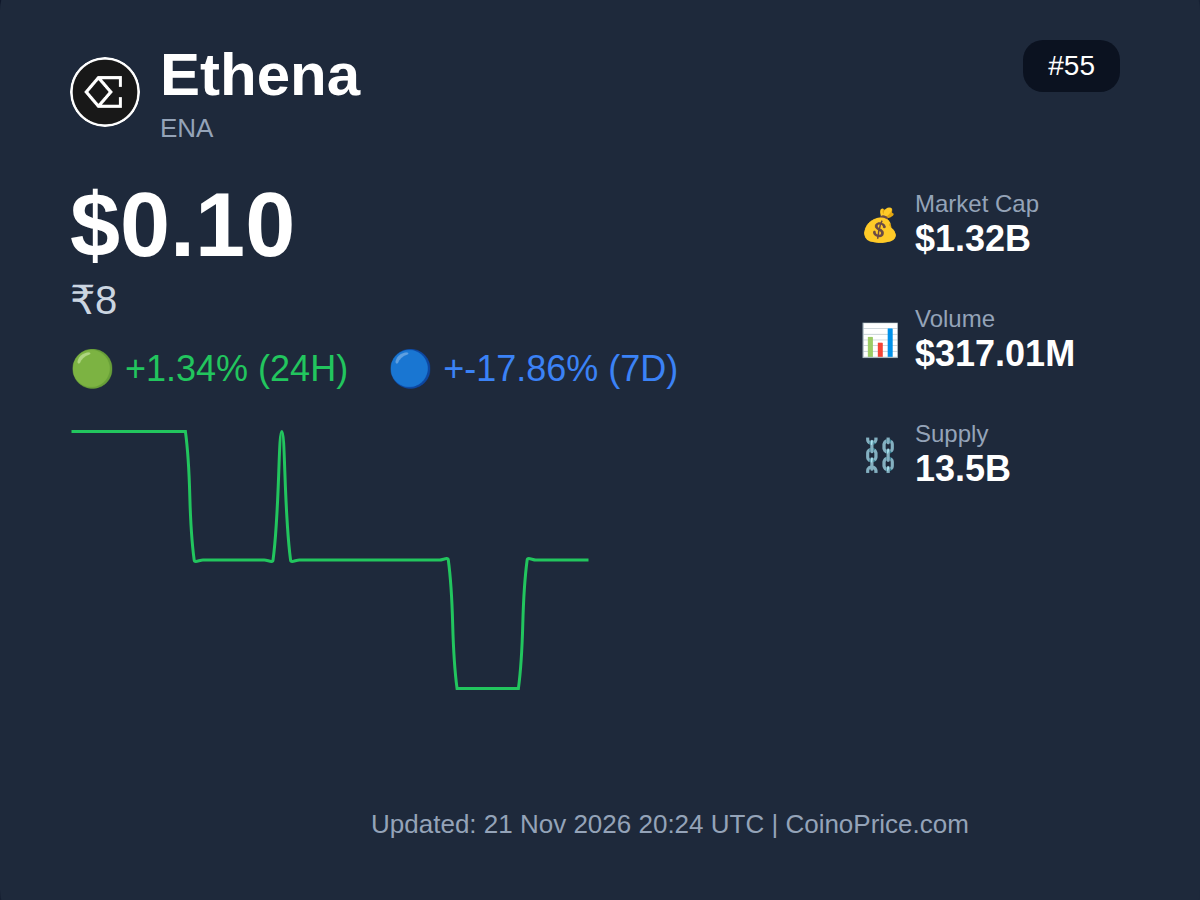 Ethena
ENA
#55
$0.10
₹8
+1.34% (24H)
+-17.86% (7D)
Market Cap
$1.32B
Volume
$317.01M
Supply
13.5B
Updated: 21 Nov 2026 20:24 UTC | CoinoPrice.com